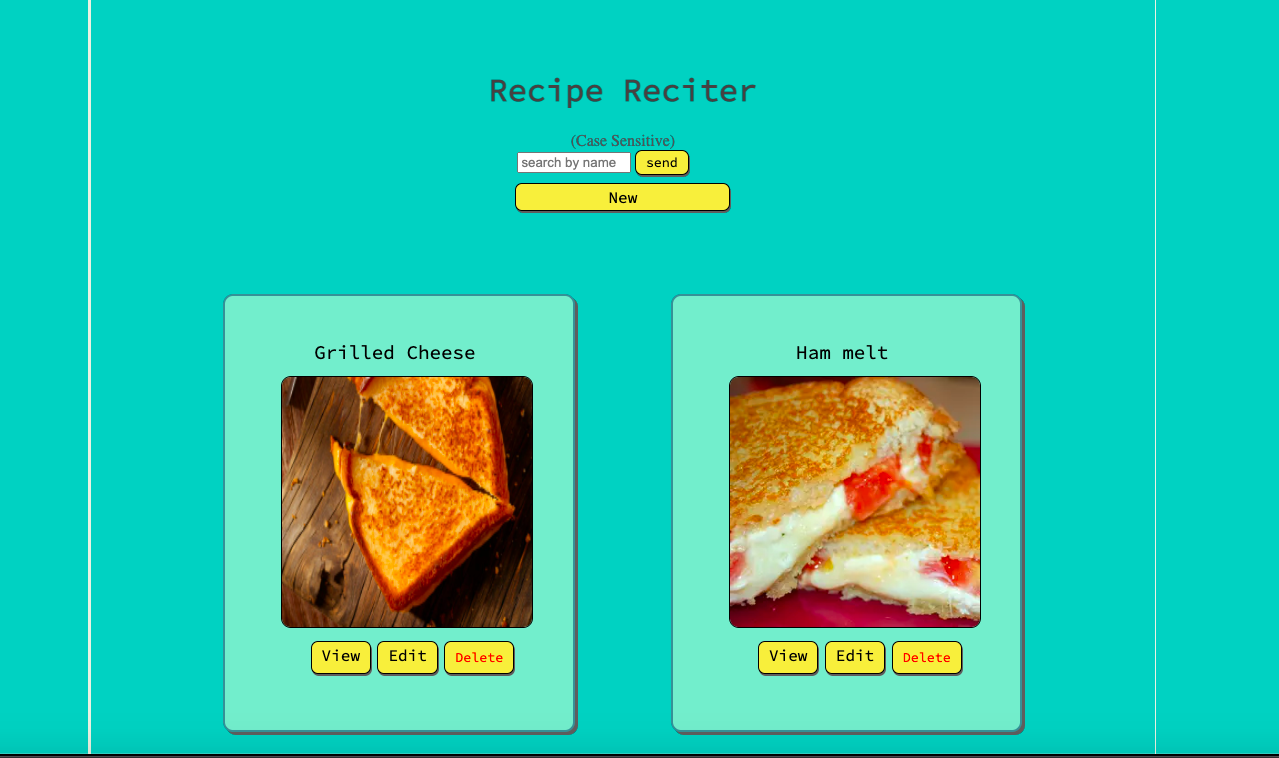 Recipe Reciter
(Case Sensitive)
search by name send
New
Grilled Cheese
Ham melt
View Edit Delete
View Edit Delete